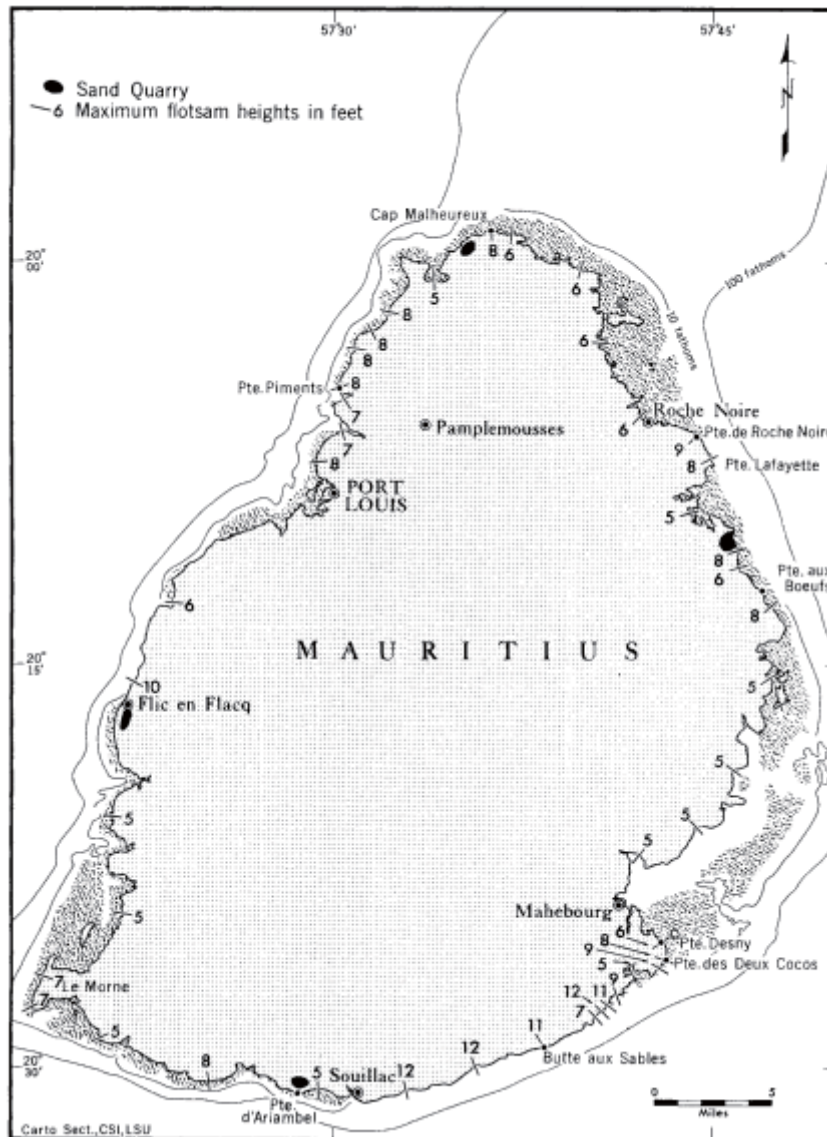 57°30'
57°45'
Sand Quarry
6 Maximum flotsam heights in feet
N
Cap Malheureux
20°
00'
8
6
5
6
100 fathoms
10 fathoms
8
8
6
8
Pte. Piments
7
Pamplemousses
Roche Noire
6
Pte. de Roche Noire
9
7
8
8
Pte. Lafayette
PORT
LOUIS
5
8
6
Pte. aux
Boeufs
8
6
MAURITIUS
20°
15'
5
10
Flic en Flacq
5
5
5
5
5
Mahebourg
6
8
Pte. Desny
9
Pte. des Deux Cocos
5
9
7
Le Morne
12
11
7
7
5
11
Butte aux Sables
8
12
20°
30'
5
Souillac
12
Pte.
d'Ariambel
0
5
Miles
Carto Sect., CSI, LSU